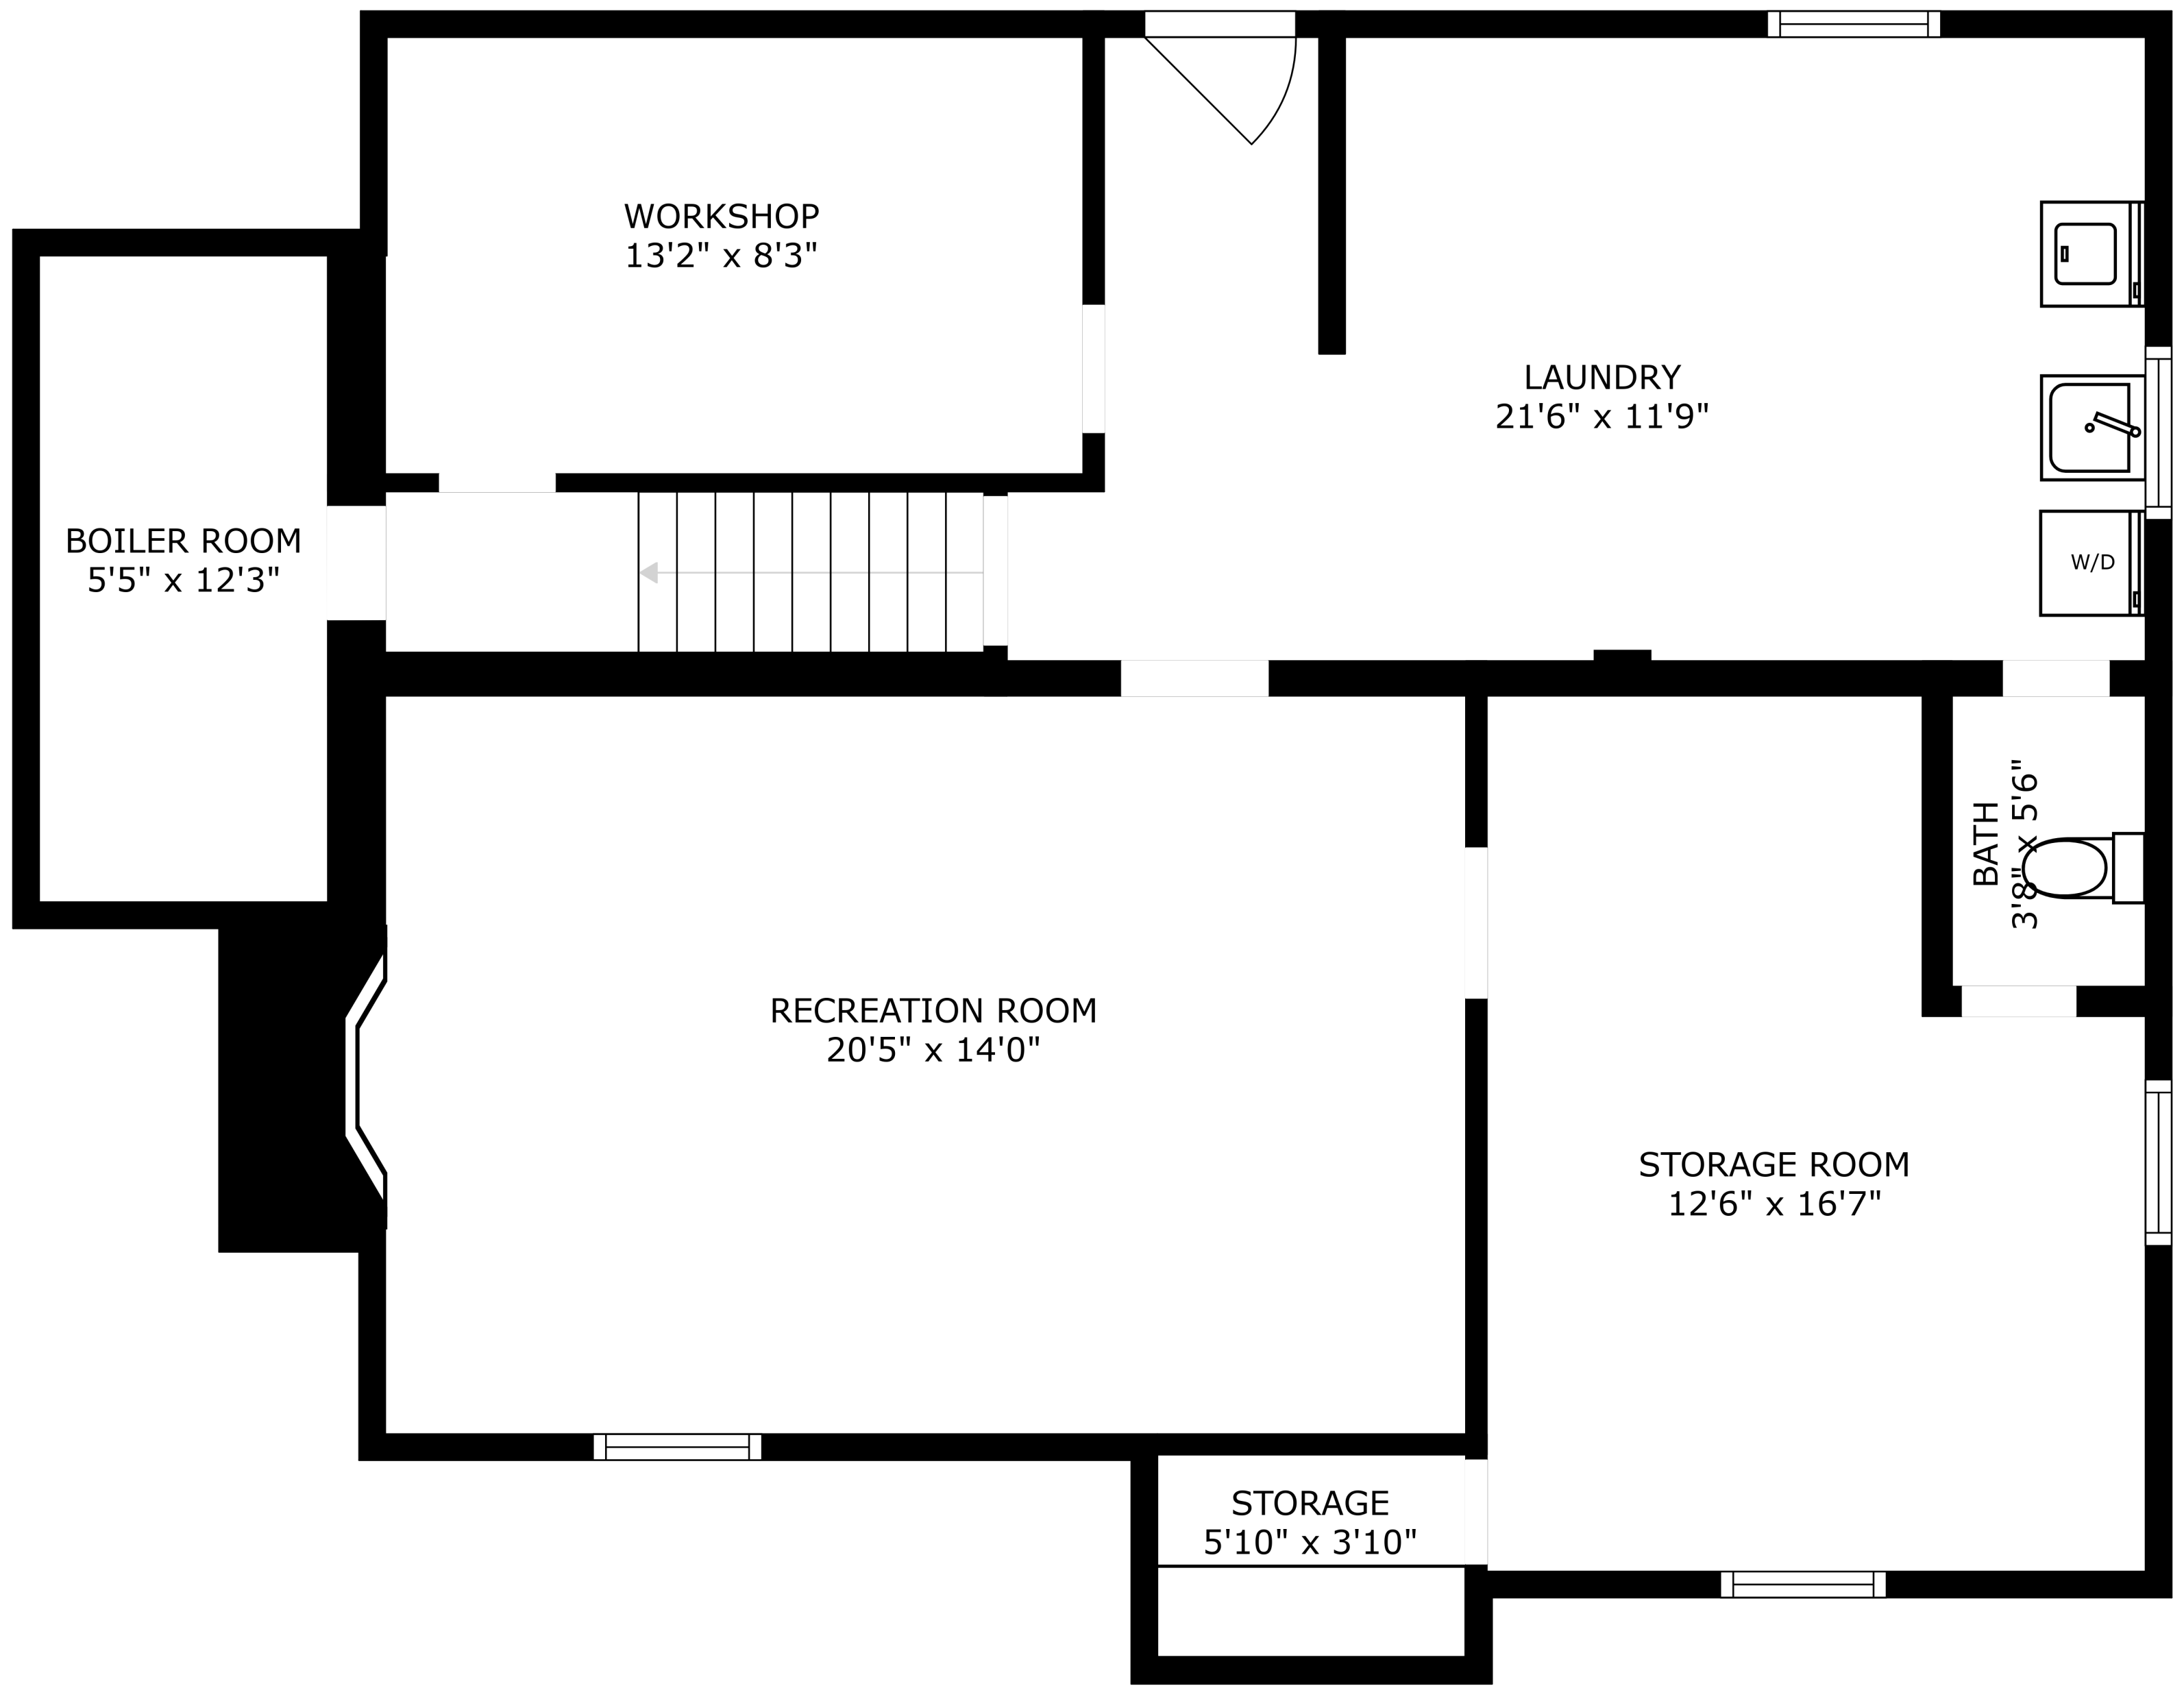 WORKSHOP
13'2" x 8'3"
LAUNDRY
21'6" x 11'9"
BOILER ROOM
5'5" x 12'3"
W/D
BATH
3'8" x 5'6"
RECREATION ROOM
20'5" x 14'0"
STORAGE ROOM
12'6" x 16'7"
STORAGE
5'10" x 3'10"